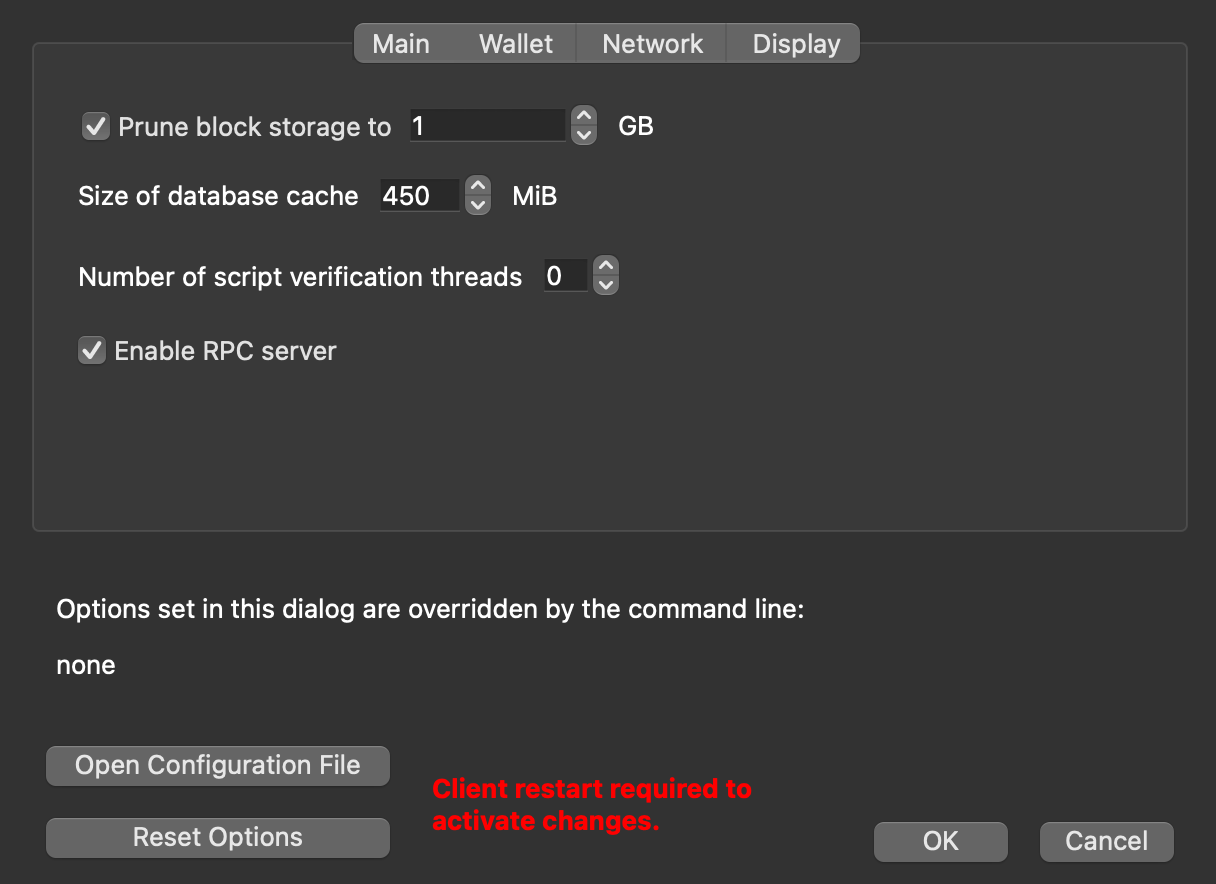 Main Wallet Network Display
Prune block storage to 1 GB
Size of database cache 450 MiB
Number of script verification threads 0
Enable RPC server
Options set in this dialog are overridden by the command line:
none
Open Configuration File
Client restart required to
activate changes.
Reset Options
OK Cancel